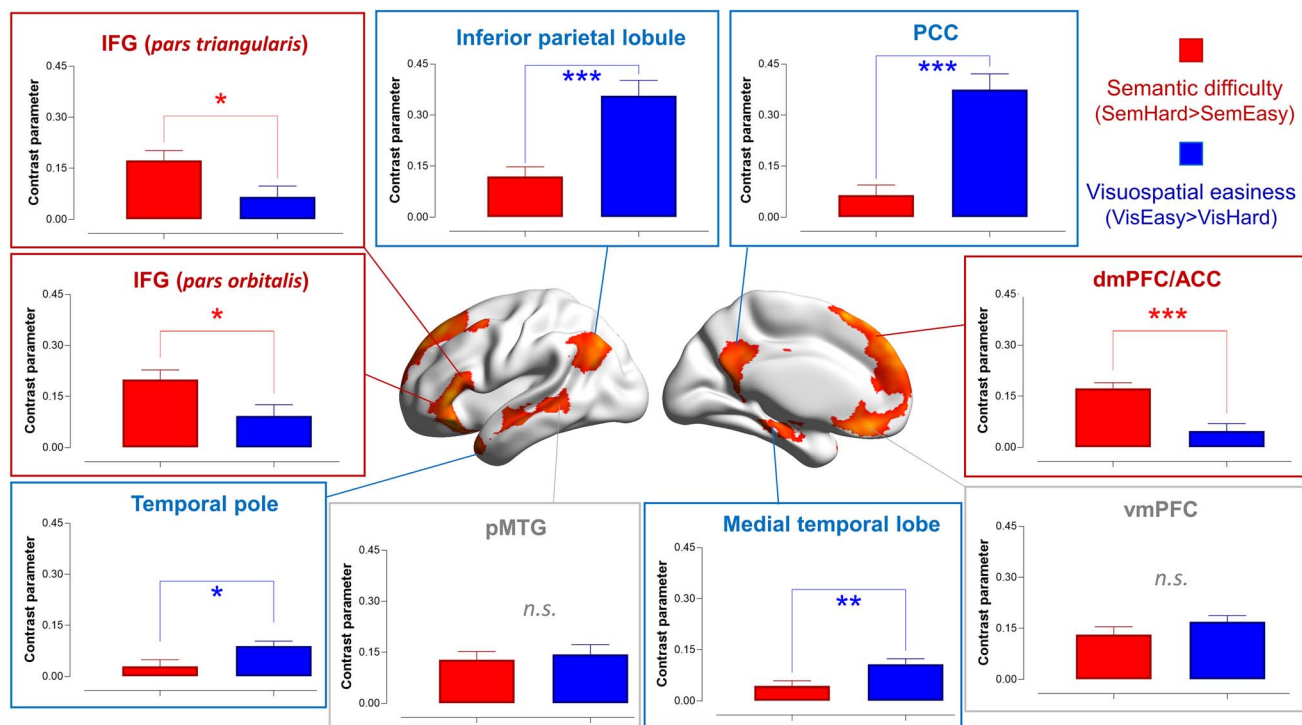 IFG (pars triangularis)
Contrast parameter
0.45
0.30
0.15
0.00
*
Inferior parietal lobule
Contrast parameter
0.45
0.30
0.15
0.00
***
PCC
Contrast parameter
0.45
0.30
0.15
0.00
***
Semantic difficulty
(SemHard>SemEasy)
Visuospatial easiness
(VisEasy>VisHard)
IFG (pars orbitalis)
Contrast parameter
0.45
0.30
0.15
0.00
*
dmPFC/ACC
Contrast parameter
0.45
0.30
0.15
0.00
***
Temporal pole
Contrast parameter
0.45
0.30
0.15
0.00
*
pMTG
Contrast parameter
0.45
0.30
0.15
0.00
n.s.
Medial temporal lobe
Contrast parameter
0.45
0.30
0.15
0.00
**
vmPFC
Contrast parameter
0.45
0.30
0.15
0.00
n.s.